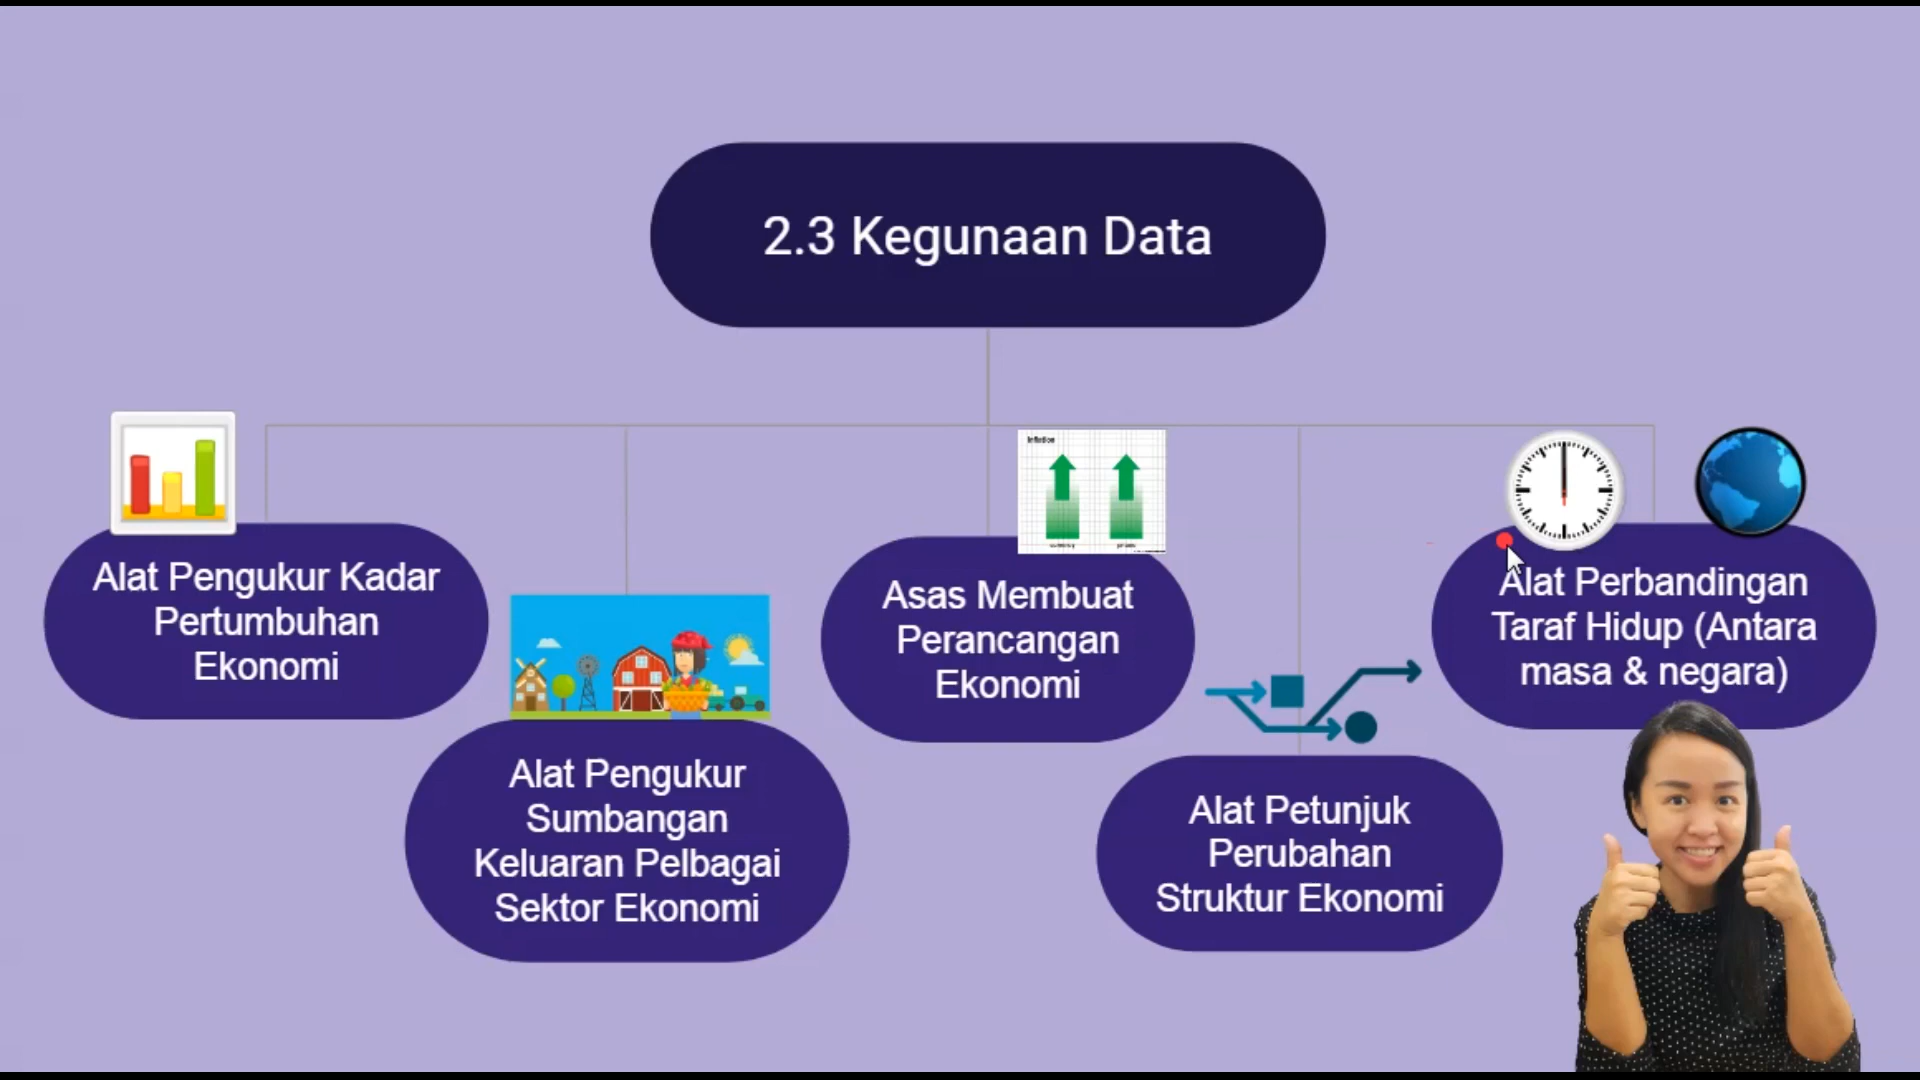 2.3 Kegunaan Data
Alat Pengukur Kadar
Pertumbuhan
Ekonomi
Alat Pengukur
Sumbangan
Keluaran Pelbagai
Sektor Ekonomi
Inflation
Asas Membuat
Perancangan
Ekonomi
Alat Petunjuk
Perubahan
Struktur Ekonomi
Alat Perbandingan
Taraf Hidup (Antara
masa & negara)